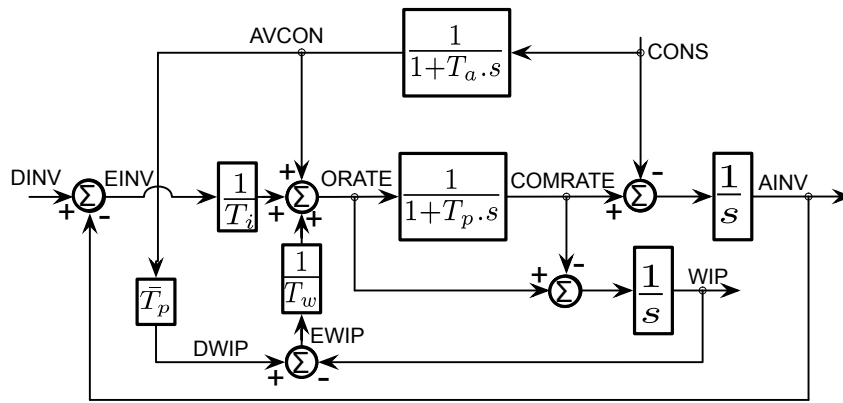 AVCON
1
1+T_a.s
CONS
DINV
+
Σ
-
EINV
1
T_i
+
+
Σ
+
ORATE
1
1+T_p.s
COMRATE
+
-
Σ
1
s
AINV
T̄_p
1
T_w
+
-
Σ
1
s
WIP
DWIP
+
Σ
-
EWIP